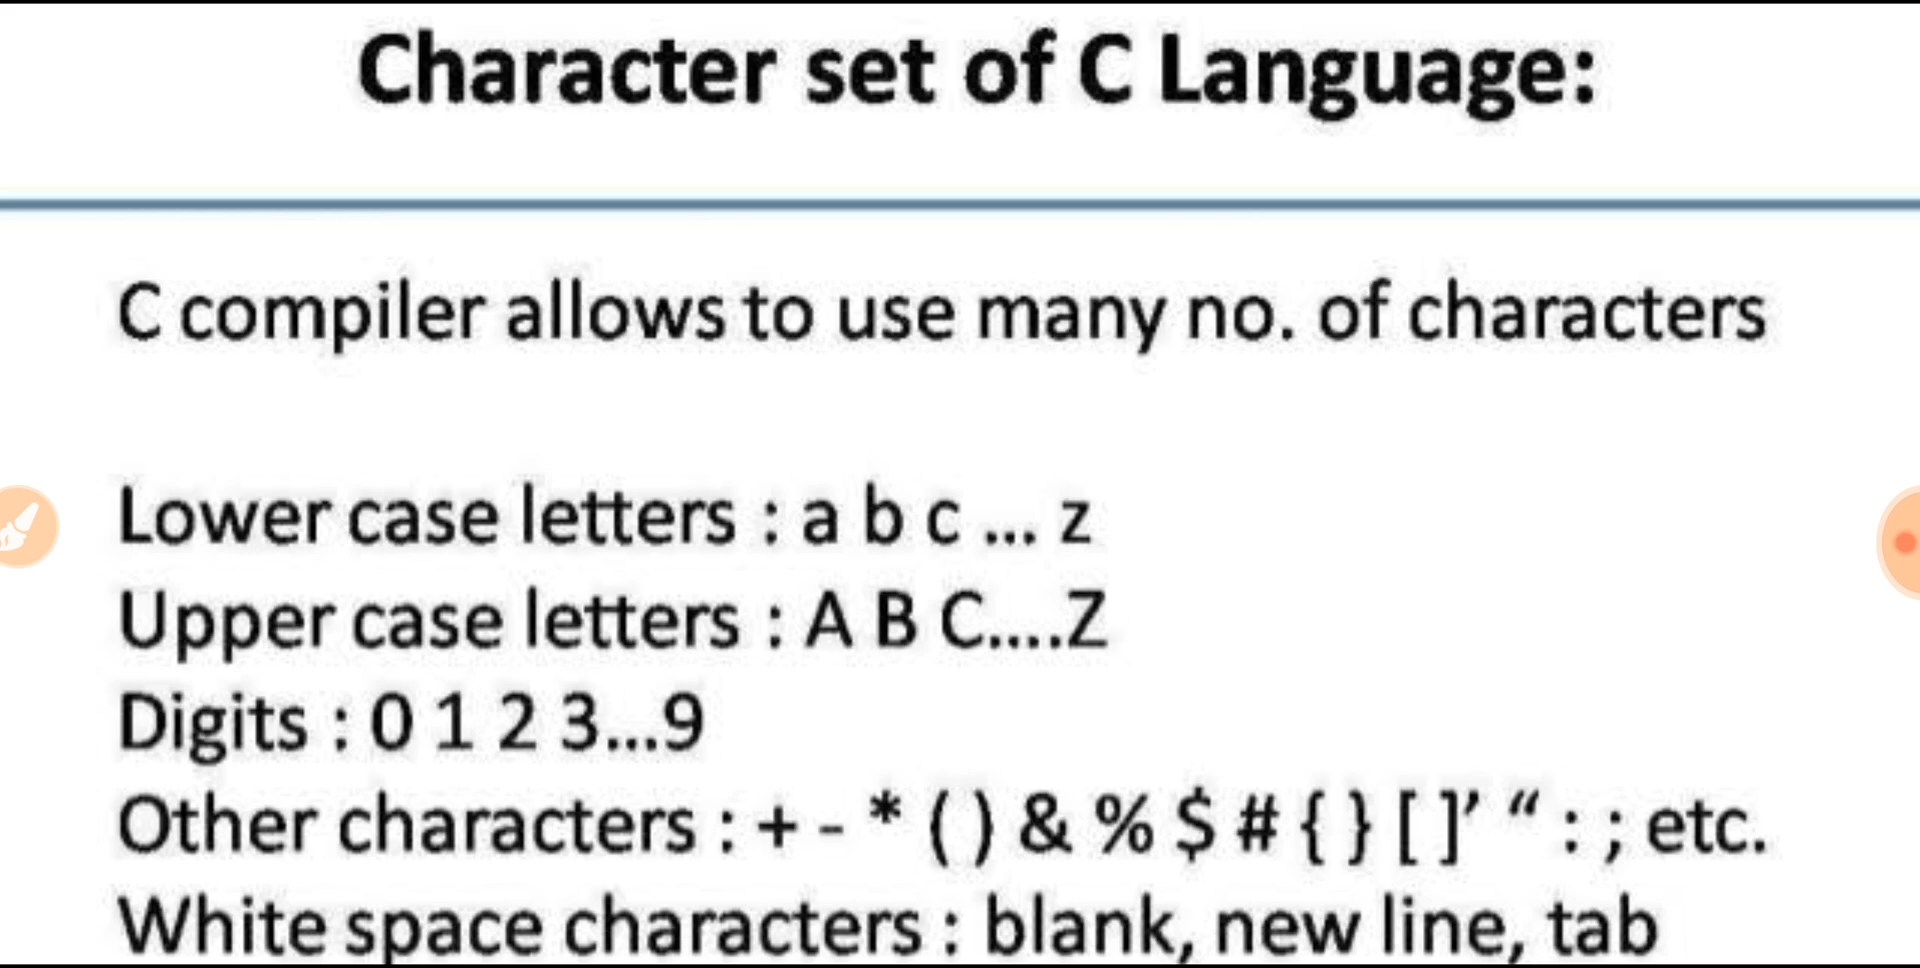 Character set of C Language:
C compiler allows to use many no. of characters
Lower case letters : a b c ... z
Upper case letters : A B C....Z
Digits : 0 1 2 3...9
Other characters : + - * ( ) & % $ # { } [ ]’ “ : ; etc.
White space characters : blank, new line, tab